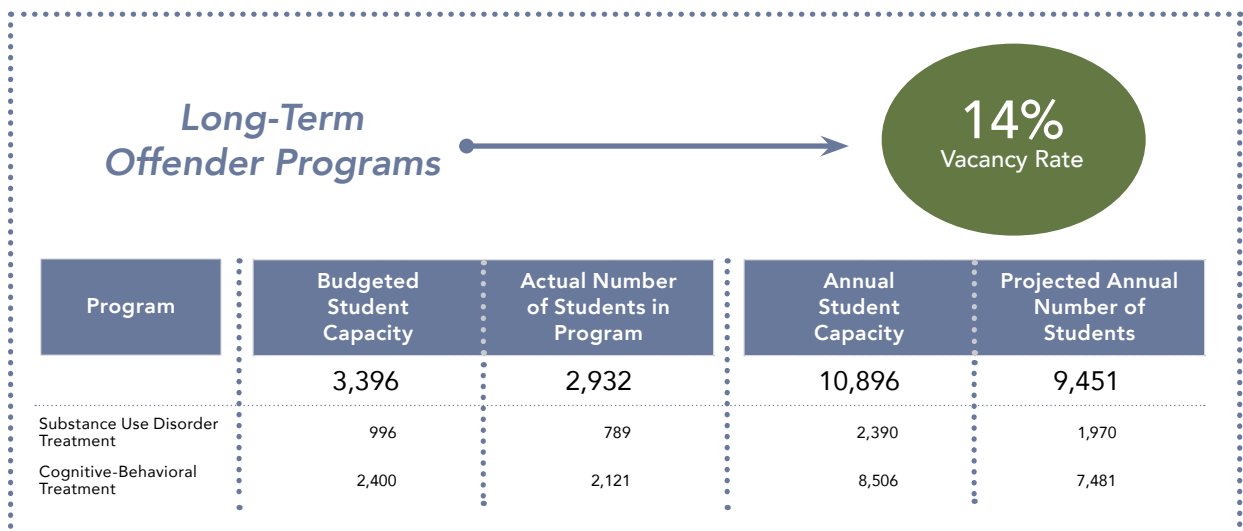 Long-Term
Offender Programs
14%
Vacancy Rate
Program
Budgeted
Student
Capacity
Actual Number
of Students in
Program
Annual
Student
Capacity
Projected Annual
Number of
Students
3,396 2,932 10,896 9,451
Substance Use Disorder
Treatment
996 789 2,390 1,970
Cognitive-Behavioral
Treatment
2,400 2,121 8,506 7,481